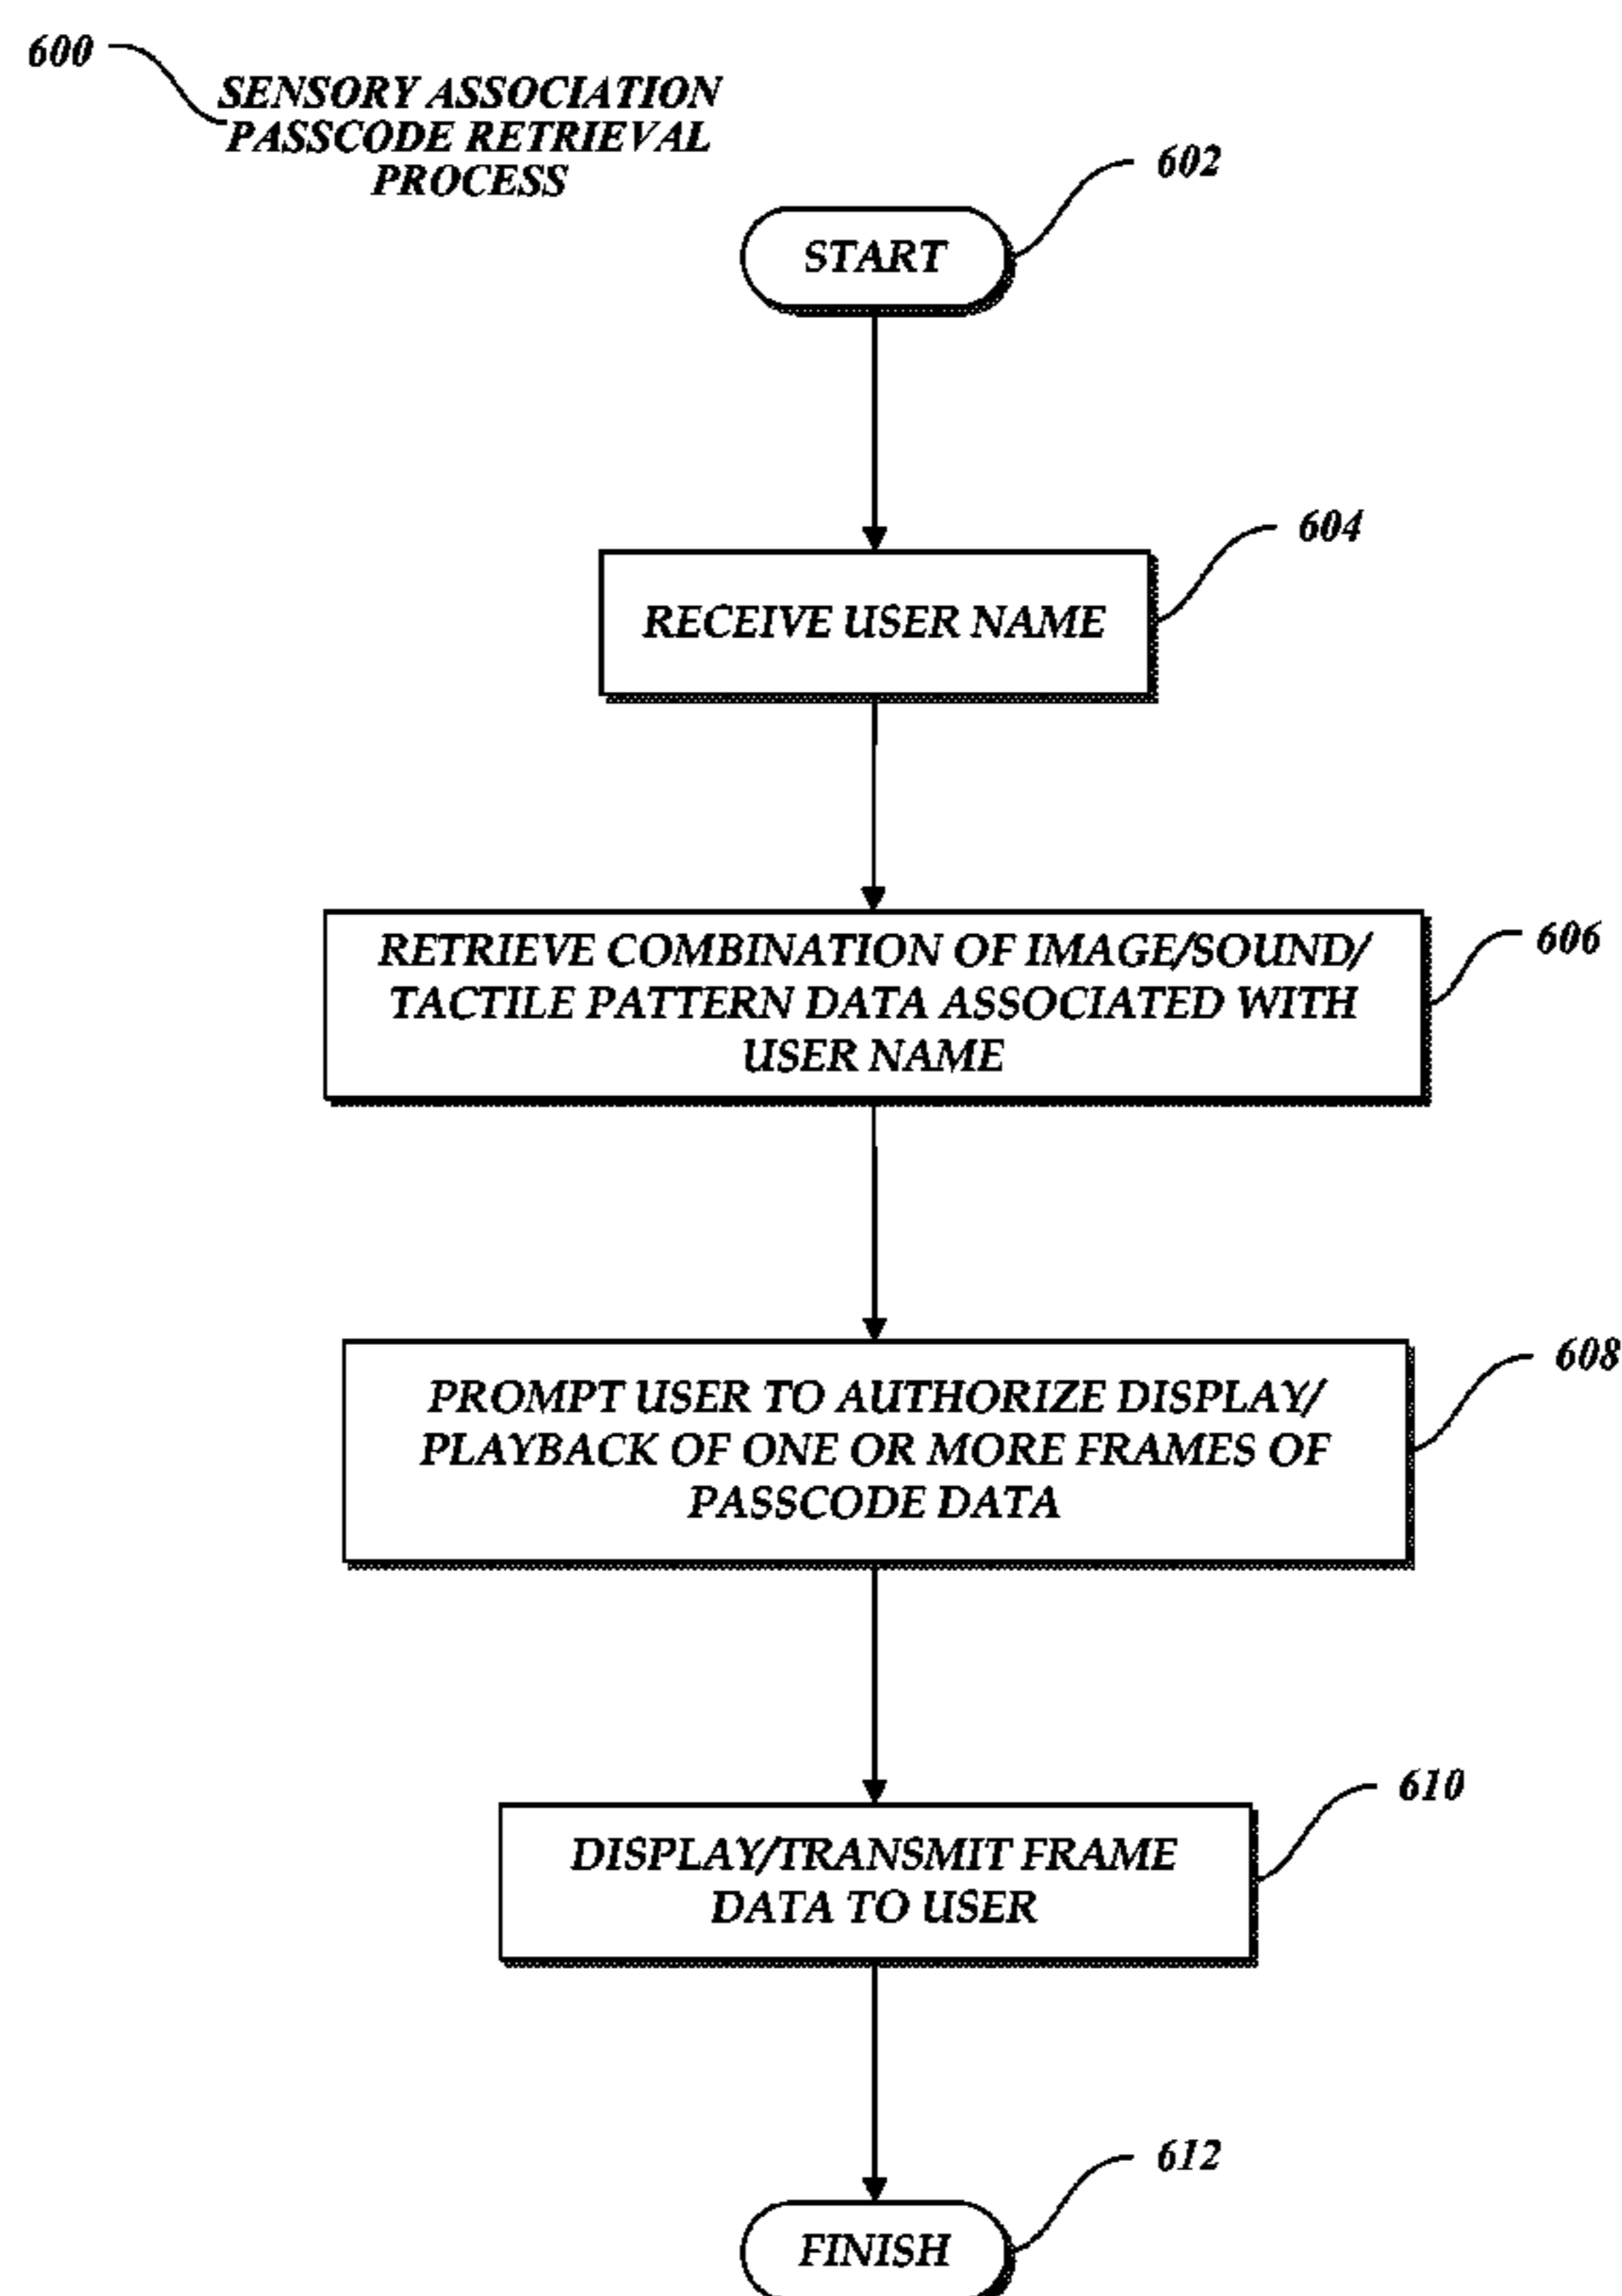 600
SENSORY ASSOCIATION
PASSCODE RETRIEVAL
PROCESS
602
START
604
RECEIVE USER NAME
606
RETRIEVE COMBINATION OF IMAGE/SOUND/
TACTILE PATTERN DATA ASSOCIATED WITH
USER NAME
608
PROMPT USER TO AUTHORIZE DISPLAY/
PLAYBACK OF ONE OR MORE FRAMES OF
PASSCODE DATA
610
DISPLAY/TRANSMIT FRAME
DATA TO USER
612
FINISH